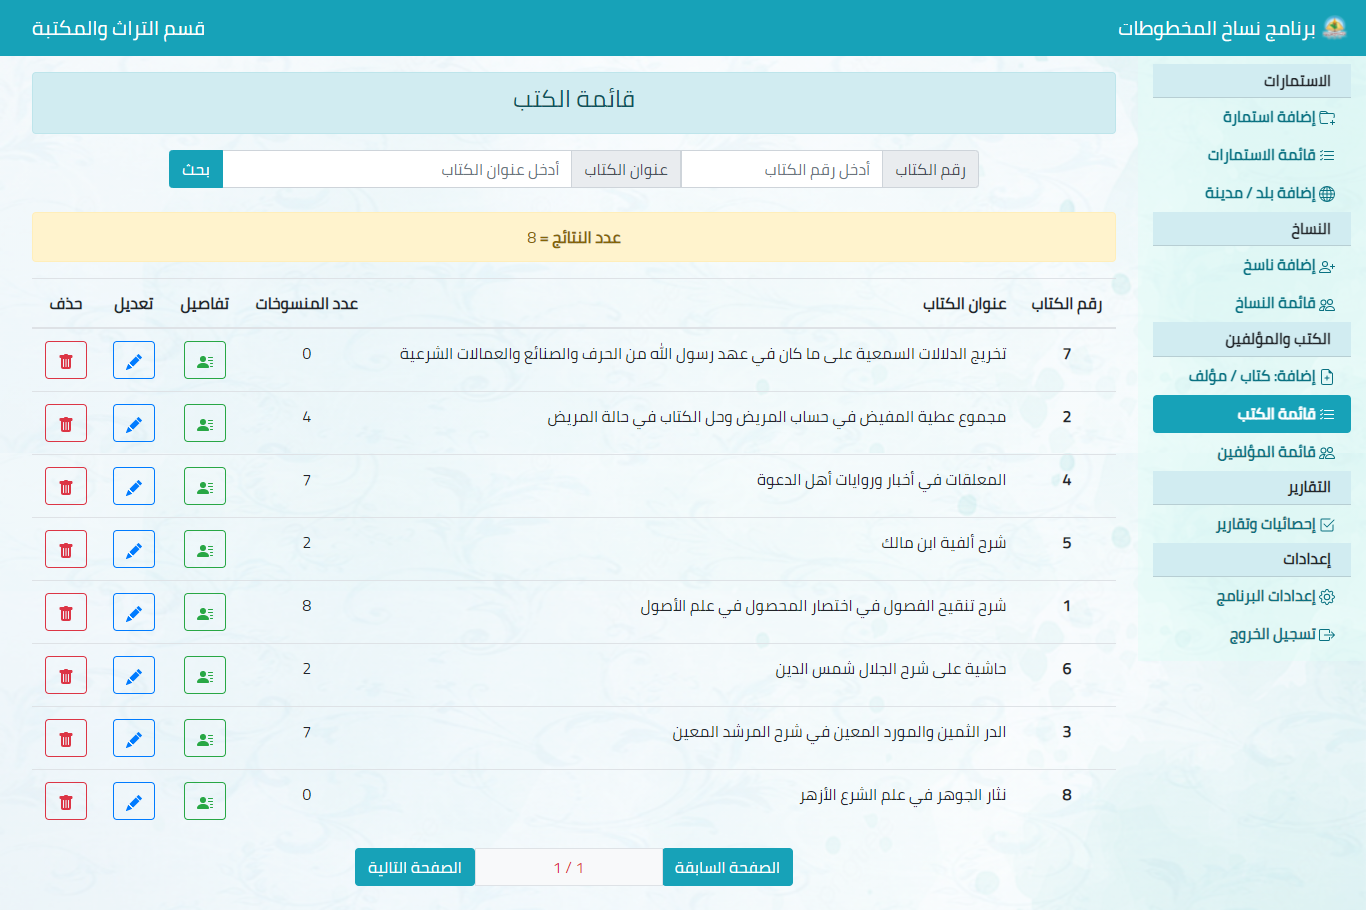 برنامج نساخ المخطوطات
قسم التراث والمكتبة
الاستمارات
إضافة استمارة
قائمة الاستمارات
إضافة بلد / مدينة
النساخ
إضافة ناسخ
قائمة النساخ
الكتب والمؤلفين
إضافة: كتاب / مؤلف
قائمة الكتب
قائمة المؤلفين
التقارير
إحصائيات وتقارير
إعدادات
إعدادات البرنامج
تسجيل الخروج
قائمة الكتب
رقم الكتاب أدخل رقم الكتاب عنوان الكتاب أدخل عنوان الكتاب بحث
عدد النتائج = 8
رقم الكتاب عنوان الكتاب عدد المنسوخات تفاصيل تعديل حذف
7 تخريج الدلالات السمعية على ما كان في عهد رسول الله من الحرف والصنائع والعمالات الشرعية 0
2 مجموع عطية المفيض في حساب المريض وحل الكتاب في حالة المريض 4
4 المعلقات في أخبار وروايات أهل الدعوة 7
5 شرح ألفية ابن مالك 2
1 شرح تنقيح الفصول في اختصار المحصول في علم الأصول 8
6 حاشية على شرح الجلال شمس الدين 2
3 الدر الثمين والمورد المعين في شرح المرشد المعين 7
8 نثار الجوهر في علم الشرع الأزهر 0
الصفحة السابقة 1 / 1 الصفحة التالية